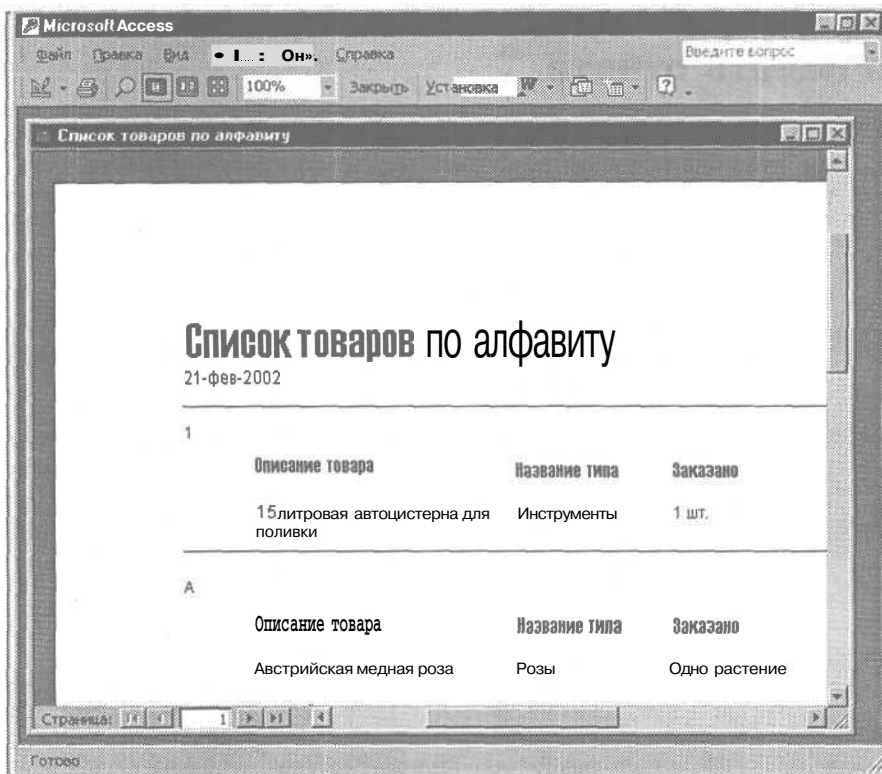 Microsoft Access
Файл Правка Вид Справка
Введите вопрос
100% Закрыть Установка
Список товаров по алфавиту
Список товаров по алфавиту
21-фев-2002
1
Описание товара Название типа Заказано
15литровая автоцистерна для поливки Инструменты 1 шт.
А
Описание товара Название типа Заказано
Австрийская медная роза Розы Одно растение
Страница: 1
Готово